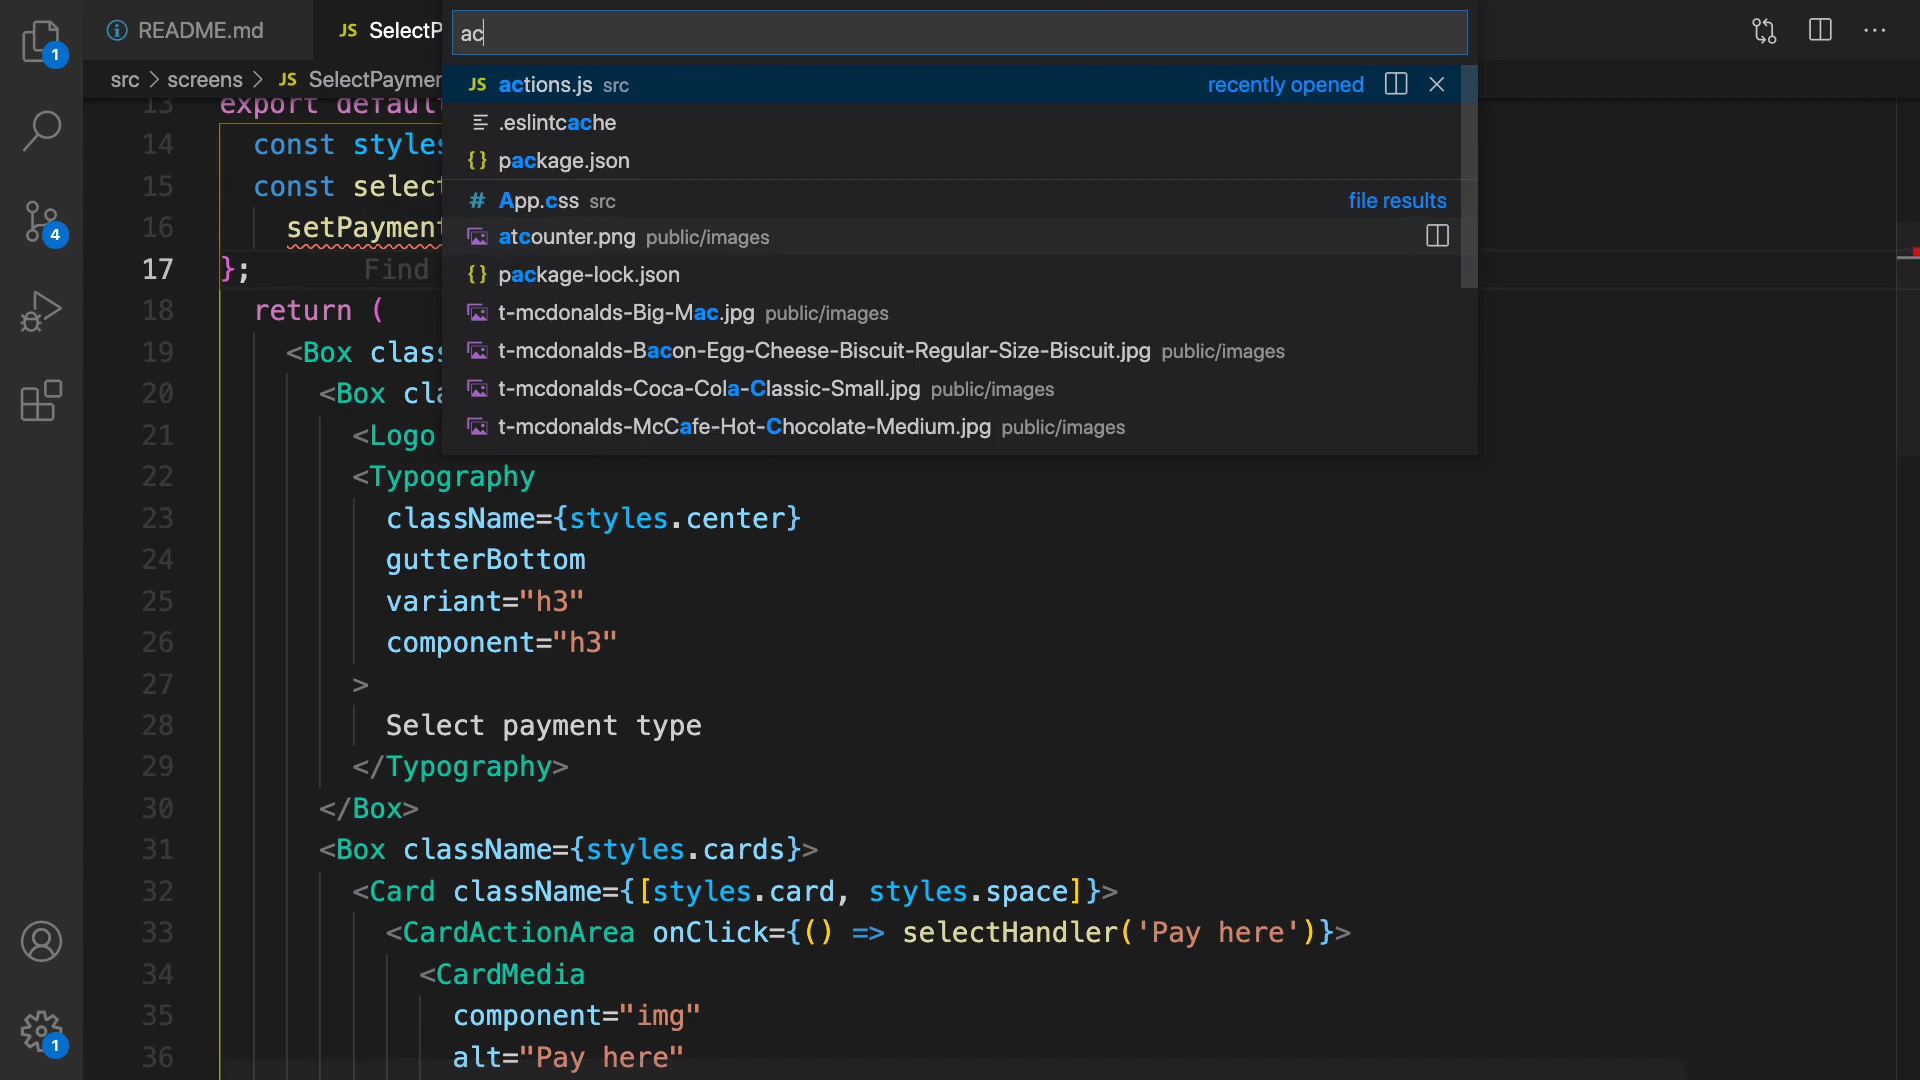 1
README.md
JS SelectP
ac
src > screens > JS SelectPaymen
JS actions.js src recently opened
.eslintcache
{} package.json
# App.css src file results
atcounter.png public/images
{} package-lock.json
t-mcdonalds-Big-Mac.jpg public/images
t-mcdonalds-Bacon-Egg-Cheese-Biscuit-Regular-Size-Biscuit.jpg public/images
t-mcdonalds-Coca-Cola-Classic-Small.jpg public/images
t-mcdonalds-McCafe-Hot-Chocolate-Medium.jpg public/images
4
1
13 export default
14 const styles
15 const select
16 setPayment
17 }; Find
18 return (
19 <Box class
20 <Box cla
21 <Logo
22 <Typography
23 className={styles.center}
24 gutterBottom
25 variant="h3"
26 component="h3"
27 >
28 Select payment type
29 </Typography>
30 </Box>
31 <Box className={styles.cards}>
32 <Card className={[styles.card, styles.space]}>
33 <CardActionArea onClick={() => selectHandler('Pay here')}>
34 <CardMedia
35 component="img"
36 alt="Pay here"